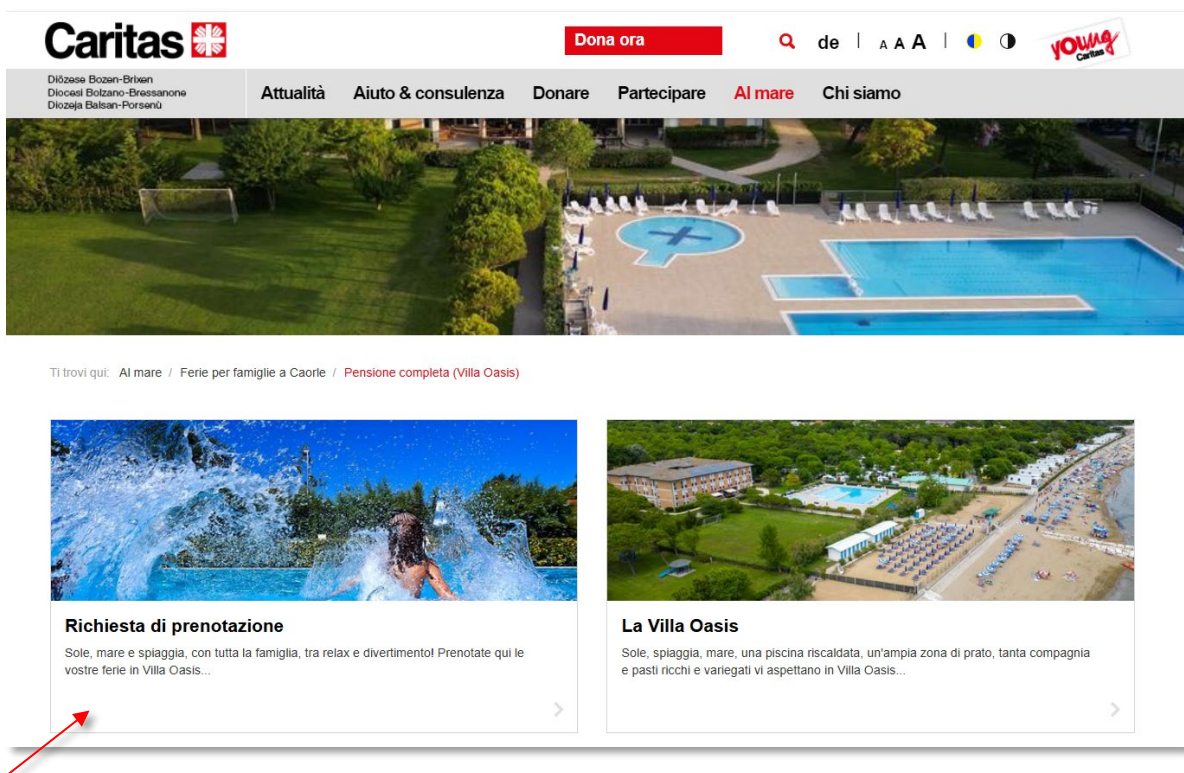 Caritas
Dona ora
de | A A A |
young
Caritas
Diözese Bozen-Brixen
Diocesi Bolzano-Bressanone
Diozeja Balsan-Porsenù
Attualità Aiuto & consulenza Donare Partecipare Al mare Chi siamo
Ti trovi qui: Al mare / Ferie per famiglie a Caorle / Pensione completa (Villa Oasis)
Richiesta di prenotazione
Sole, mare e spiaggia, con tutta la famiglia, tra relax e divertimento! Prenotate qui le
vostre ferie in Villa Oasis...
La Villa Oasis
Sole, spiaggia, mare, una piscina riscaldata, un'ampia zona di prato, tanta compagnia
e pasti ricchi e variegati vi aspettano in Villa Oasis...